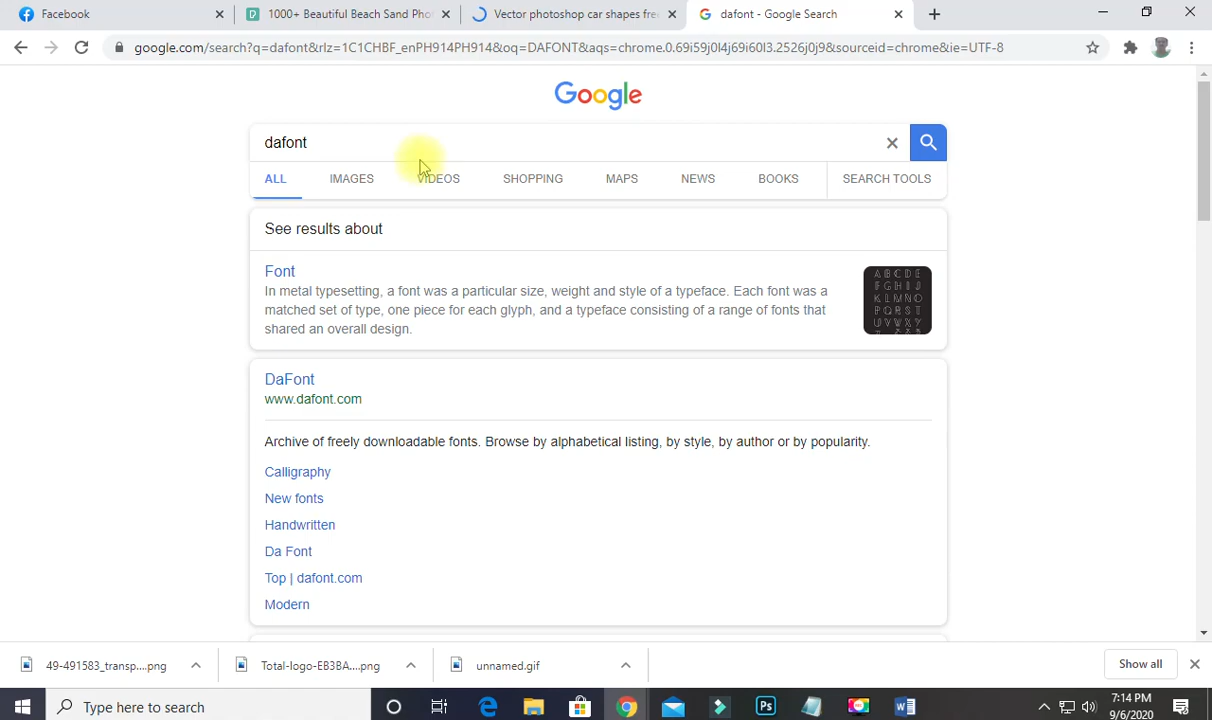 Facebook
1000+ Beautiful Beach Sand Pho
Vector photoshop car shapes fre
dafont - Google Search
google.com/search?q=dafont&rlz=1C1CHBF_enPH914PH914&oq=DAFONT&aqs=chrome.0.69i59j0l4j69i60l3.2526j0j9&sourceid=chrome&ie=UTF-8
Google
dafont
ALL IMAGES VIDEOS SHOPPING MAPS NEWS BOOKS SEARCH TOOLS
See results about
Font
In metal typesetting, a font was a particular size, weight and style of a typeface. Each font was a
matched set of type, one piece for each glyph, and a typeface consisting of a range of fonts that
shared an overall design.
DaFont
www.dafont.com
Archive of freely downloadable fonts. Browse by alphabetical listing, by style, by author or by popularity.
Calligraphy
New fonts
Handwritten
Da Font
Top | dafont.com
Modern
49-491583_transp....png
Total-logo-EB3BA....png
unnamed.gif
Show all
Type here to search
Ps
7:14 PM
9/6/2020